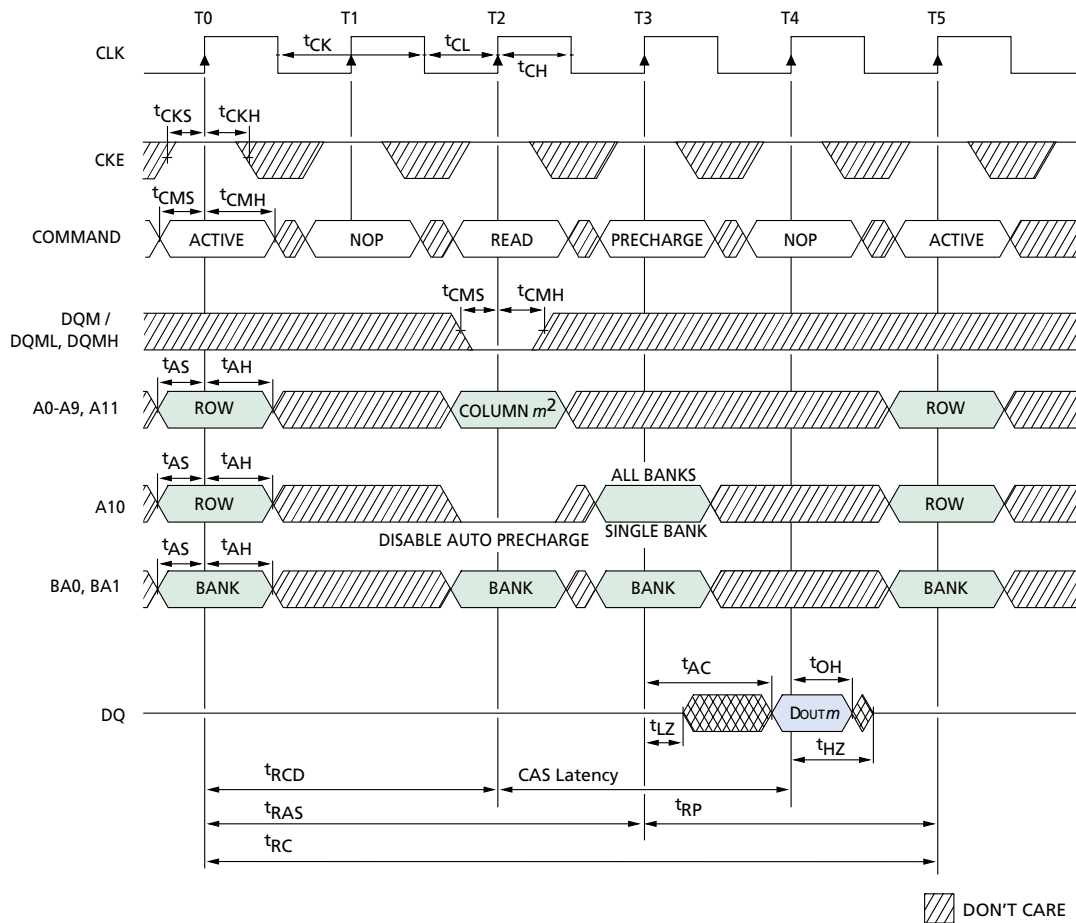 T0 T1 T2 T3 T4 T5
CLK
tCK tCL
tCH
tCKS tCKH
CKE
tCMS tCMH
COMMAND ACTIVE NOP READ PRECHARGE NOP ACTIVE
tCMS tCMH
DQM /
DQML, DQMH
tAS tAH
A0-A9, A11 ROW COLUMN m2 ROW
tAS tAH ALL BANKS
A10 ROW ROW
DISABLE AUTO PRECHARGE SINGLE BANK
tAS tAH
BA0, BA1 BANK BANK BANK BANK
tAC tOH
DQ DOUT m
tLZ tHZ
tRCD CAS Latency
tRAS tRP
tRC
DON'T CARE